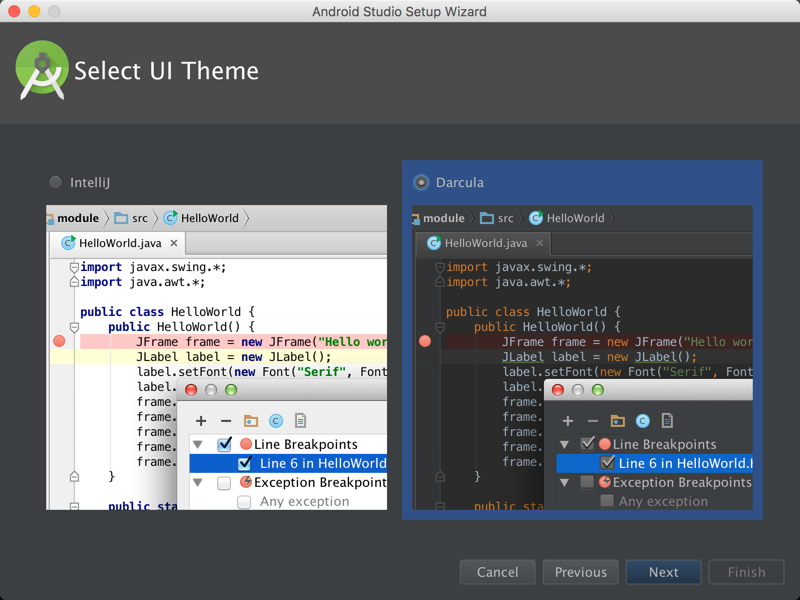 Android Studio Setup Wizard
Select UI Theme
IntelliJ
module src HelloWorld
HelloWorld.java
import javax.swing.*;
import java.awt.*;
public class HelloWorld {
public HelloWorld() {
JFrame frame = new JFrame("Hello wor
JLabel label = new JLabel();
label.setFont(new Font("Serif", Font
label.
frame.
frame.
frame.
frame.
frame.
}
public sta
Line Breakpoints
Line 6 in HelloWorld
Exception Breakpoint
Any exception
Darcula
module src HelloWorld
HelloWorld.java
import javax.swing.*;
import java.awt.*;
public class HelloWorld {
public HelloWorld() {
JFrame frame = new JFrame("Hello wor
JLabel label = new JLabel();
label.setFont(new Font("Serif", Font
label.
frame.
frame.
frame.
frame.
frame.
}
public sta
Line Breakpoints
Line 6 in HelloWorld.
Exception Breakpoints
Any exception
Cancel Previous Next Finish